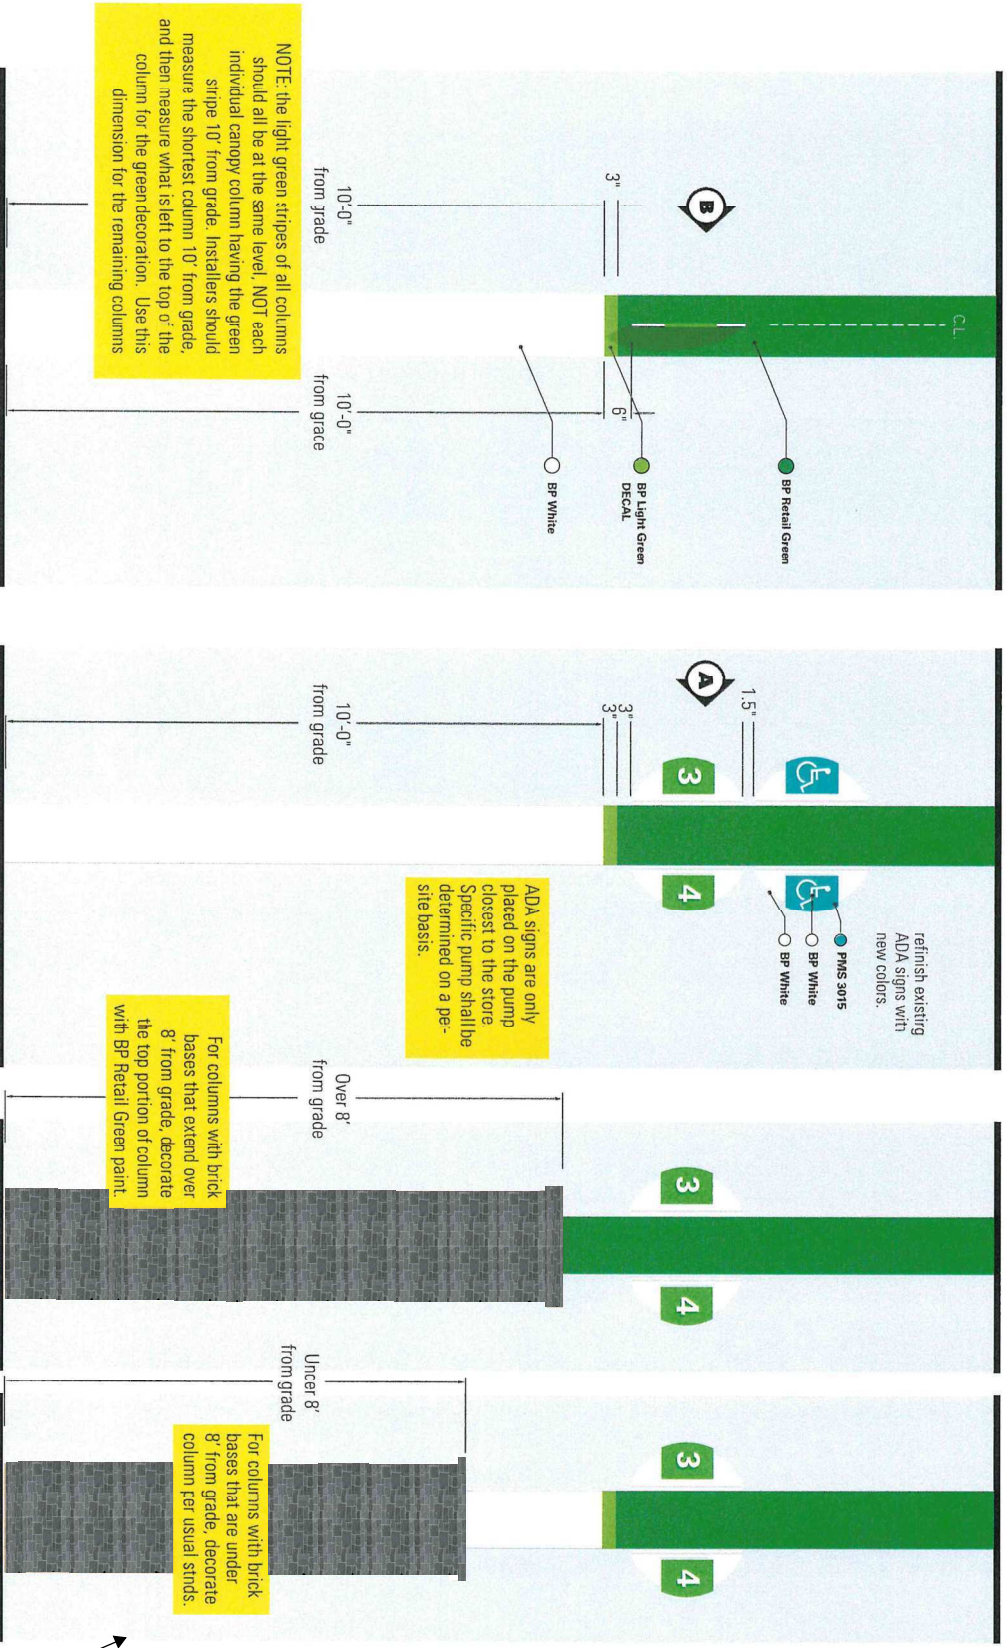 C.L
B
3"
10'-0"
from grade
NOTE: the light green stripes of all columns
should all be at the same level, NOT each
individual canopy column having the green
stripe 10' from grade. Installers should
measure the shortest column 10' from grade,
and then measure what is left to the top of the
column for the green decoration. Use this
dimension for the remaining columns
BP Retail Green
BP Light Green
DECAL
BP White
6"
10'-0"
from grace
refinish existing
ADA signs with
new colors.
PMS 3015
BP White
BP White
1.5"
A
3
4
3"
3"
10'-0"
from grade
ADA signs are only
placed on the pump
closest to the store.
Specific pump shall be
determined on a per-
site basis.
3
4
Over 8'
from grade
For columns with brick
bases that extend over
8' from grade, decorate
the top portion of column
with BP Retail Green paint.
3
4
Uncer 8'
from grade
For columns with brick
bases that are under
8' from grade, decorate
column per usual stnds.